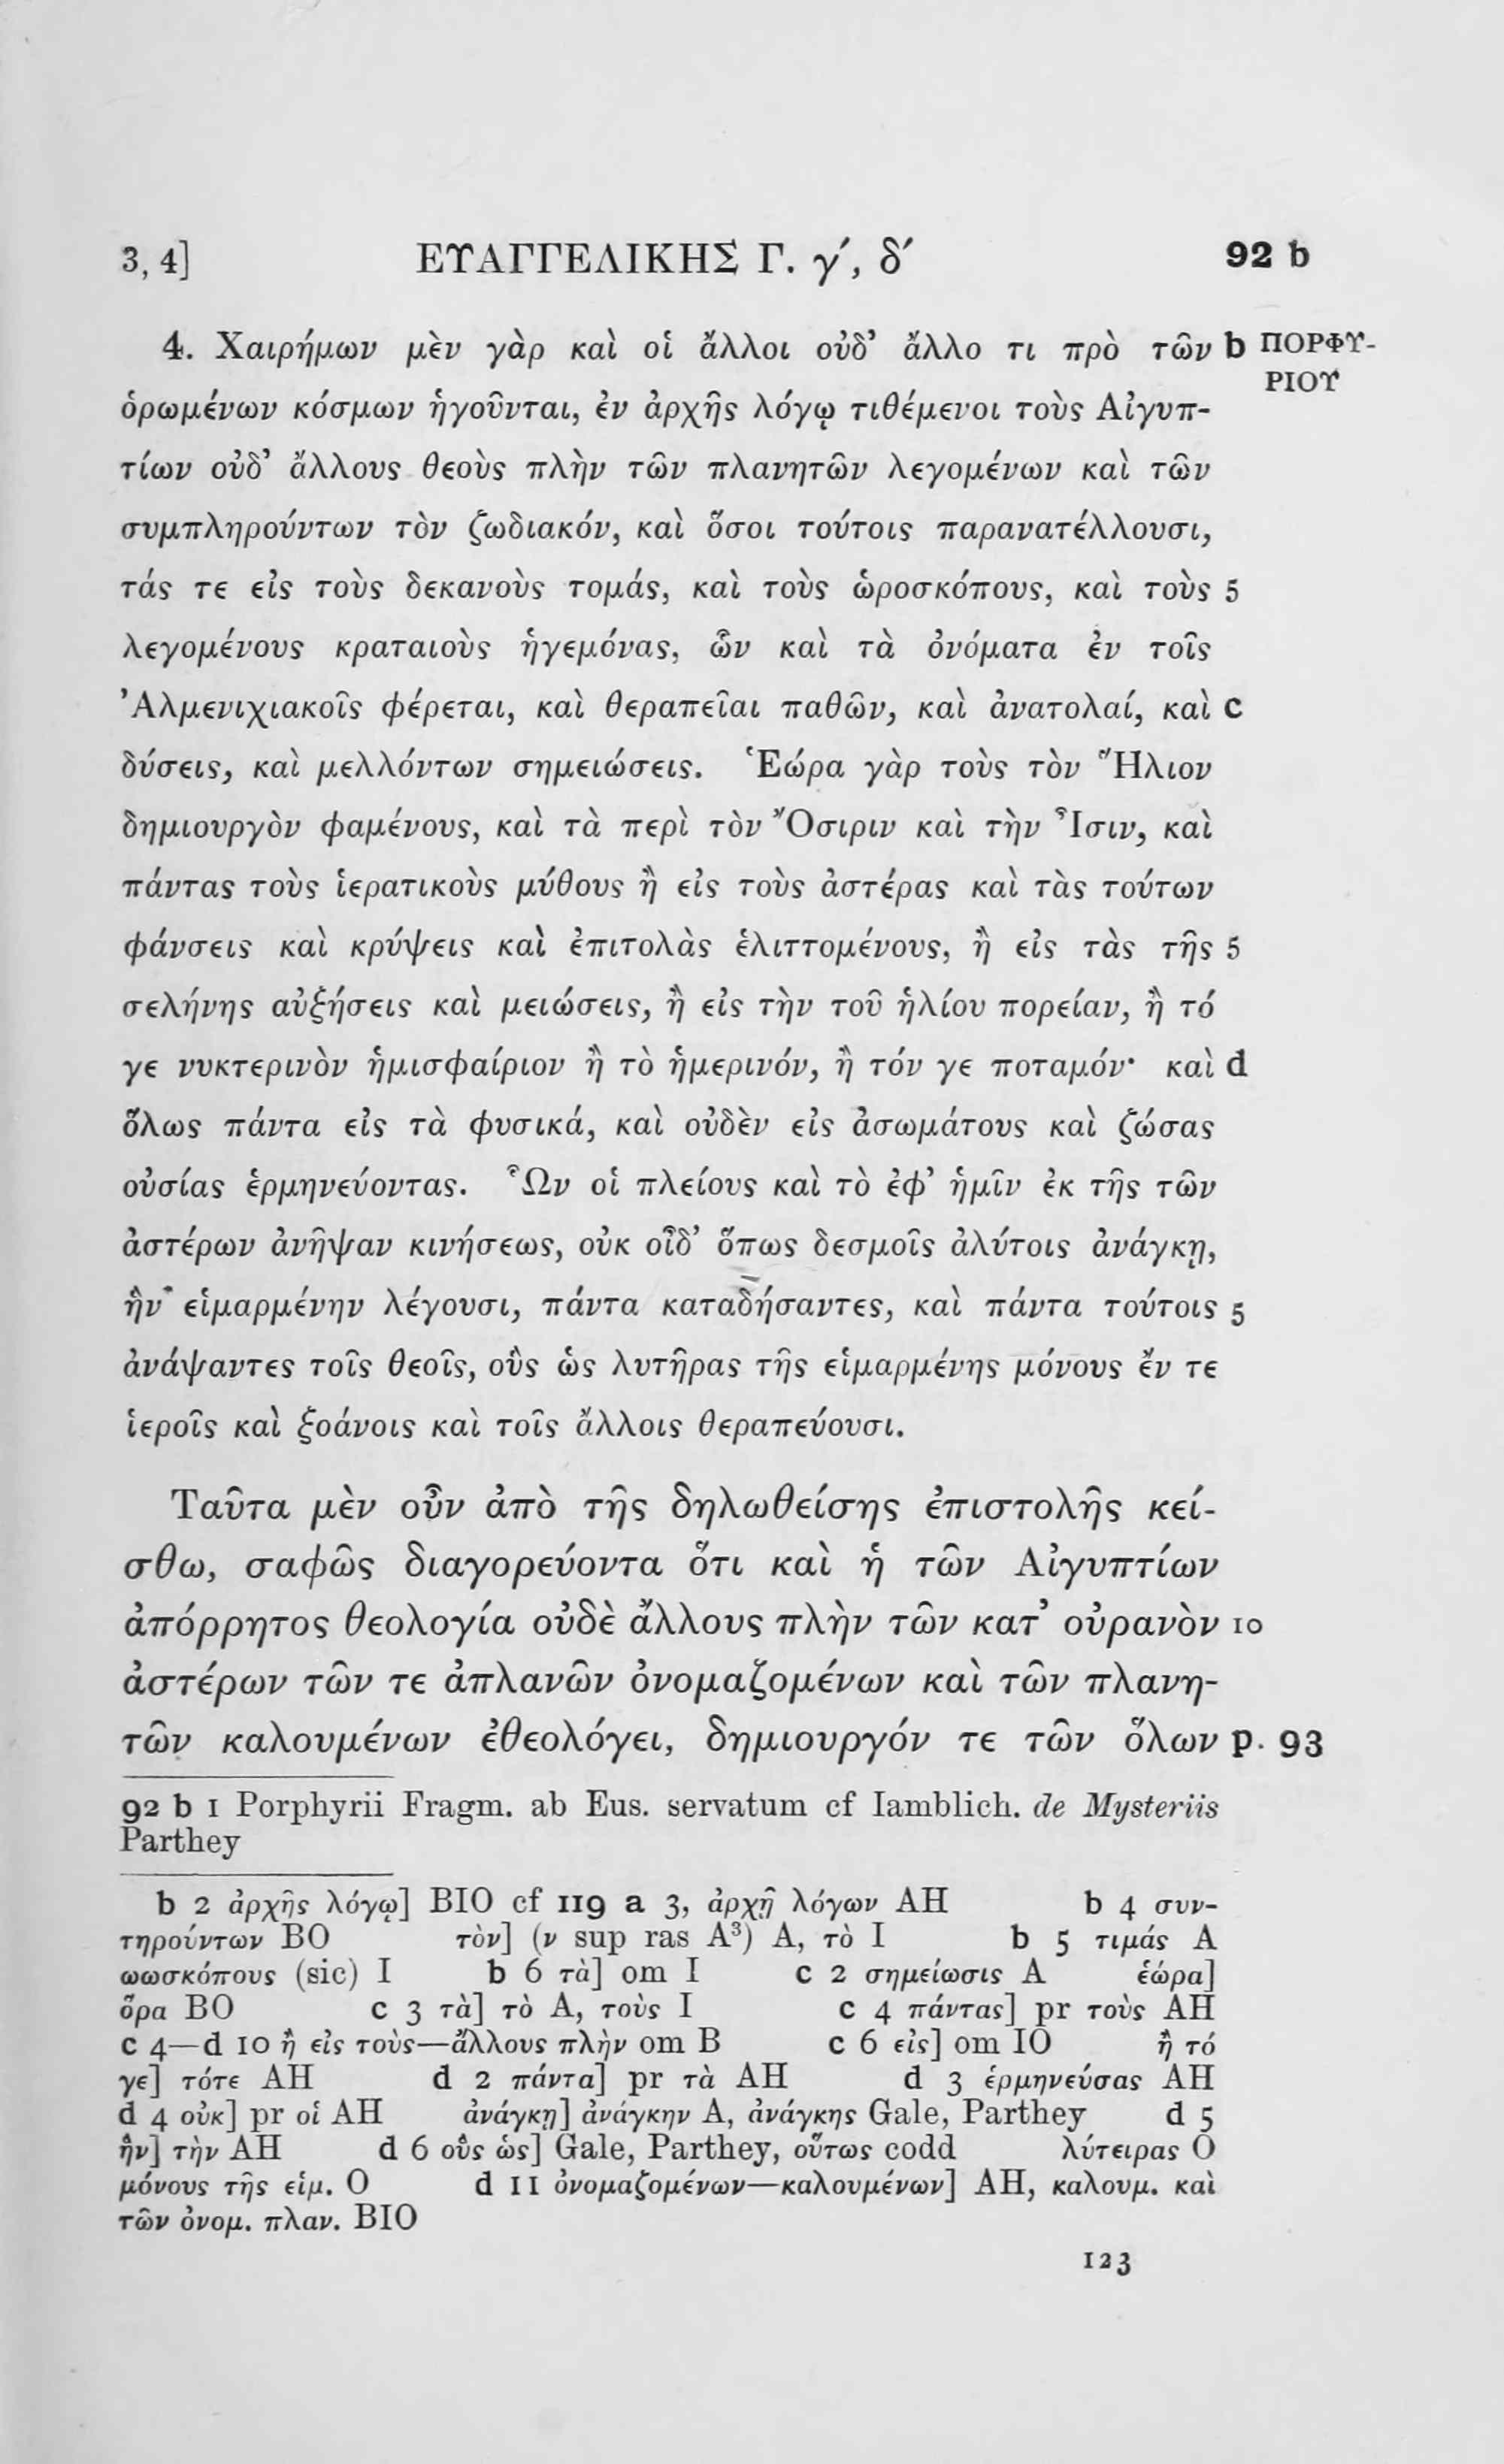 3, 4] ΕΥΑΓΓΕΛΙΚΗΣ Γ. γ′, δ′ 92 b
4. Χαιρήμων μὲν γὰρ καὶ οἱ ἄλλοι οὐδ’ ἄλλο τι πρὸ τῶν b ΠΟΡΦΥ-
ΡΙΟΥ
ὁρωμένων κόσμων ἡγοῦνται, ἐν ἀρχῆς λόγῳ τιθέμενοι τοὺς Αἰγυπ-
τίων οὐδ’ ἄλλους θεοὺς πλὴν τῶν πλανητῶν λεγομένων καὶ τῶν
συμπληρούντων τὸν ζωδιακόν, καὶ ὅσοι τούτοις παρανατέλλουσι,
τάς τε εἰς τοὺς δεκανοὺς τομάς, καὶ τοὺς ὡροσκόπους, καὶ τοὺς 5
λεγομένους κραταιοὺς ἡγεμόνας, ὧν καὶ τὰ ὀνόματα ἐν τοῖς
Ἀλμενιχιακοῖς φέρεται, καὶ θεραπεῖαι παθῶν, καὶ ἀνατολαί, καὶ c
δύσεις, καὶ μελλόντων σημειώσεις. Ἑώρα γὰρ τοὺς τὸν Ἥλιον
δημιουργὸν φαμένους, καὶ τὰ περὶ τὸν Ὄσιριν καὶ τὴν Ἶσιν, καὶ
πάντας τοὺς ἱερατικοὺς μύθους ἢ εἰς τοὺς ἀστέρας καὶ τὰς τούτων
φάνσεις καὶ κρύψεις καὶ ἐπιτολὰς ἑλιττομένους, ἢ εἰς τὰς τῆς 5
σελήνης αὐξήσεις καὶ μειώσεις, ἢ εἰς τὴν τοῦ ἡλίου πορείαν, ἢ τό
γε νυκτερινὸν ἡμισφαίριον ἢ τὸ ἡμερινόν, ἢ τόν γε ποταμόν· καὶ d
ὅλως πάντα εἰς τὰ φυσικά, καὶ οὐδὲν εἰς ἀσωμάτους καὶ ζώσας
οὐσίας ἑρμηνεύοντας. Ὧν οἱ πλείους καὶ τὸ ἐφ’ ἡμῖν ἐκ τῆς τῶν
ἀστέρων ἀνῆψαν κινήσεως, οὐκ οἶδ’ ὅπως δεσμοῖς ἀλύτοις ἀνάγκῃ,
ἣν εἱμαρμένην λέγουσι, πάντα καταδήσαντες, καὶ πάντα τούτοις 5
ἀνάψαντες τοῖς θεοῖς, οὓς ὡς λυτῆρας τῆς εἱμαρμένης μόνους ἔν τε
ἱεροῖς καὶ ξοάνοις καὶ τοῖς ἄλλοις θεραπεύουσι.
Ταῦτα μὲν οὖν ἀπὸ τῆς δηλωθείσης ἐπιστολῆς κεί-
σθω, σαφῶς διαγορεύοντα ὅτι καὶ ἡ τῶν Αἰγυπτίων
ἀπόρρητος θεολογία οὐδὲ ἄλλους πλὴν τῶν κατ’ οὐρανὸν 10
ἀστέρων τῶν τε ἀπλανῶν ὀνομαζομένων καὶ τῶν πλανη-
τῶν καλουμένων ἐθεολόγει, δημιουργόν τε τῶν ὅλων p. 93
92 b 1 Porphyrii Fragm. ab Eus. servatum cf Iamblich. de Mysteriis
Parthey
b 2 ἀρχῆς λόγῳ] BIO cf 119 a 3, ἀρχῇ λόγων AH b 4 συν-
τηρούντων BO τὸν] (ν sup ras A³) A, τὸ I b 5 τιμάς A
ωωσκόπους (sic) I b 6 τὰ] om I c 2 σημείωσις A ἑώρα]
ὅρα BO c 3 τὰ] τὸ A, τοὺς I c 4 πάντας] pr τοὺς AH
c 4—d 10 ἢ εἰς τοὺς—ἄλλους πλὴν om B c 6 εἰς] om IO ἢ τό
γε] τότε AH d 2 πάντα] pr τὰ AH d 3 ἑρμηνεύσας AH
d 4 οὐκ] pr οἱ AH ἀνάγκῃ] ἀνάγκην A, ἀνάγκης Gale, Parthey d 5
ἣν] τὴν AH d 6 οὓς ὡς] Gale, Parthey, οὕτως codd λύτειρας O
μόνους τῆς εἱμ. O d 11 ὀνομαζομένων—καλουμένων] AH, καλουμ. καὶ
τῶν ὀνομ. πλαν. BIO
123